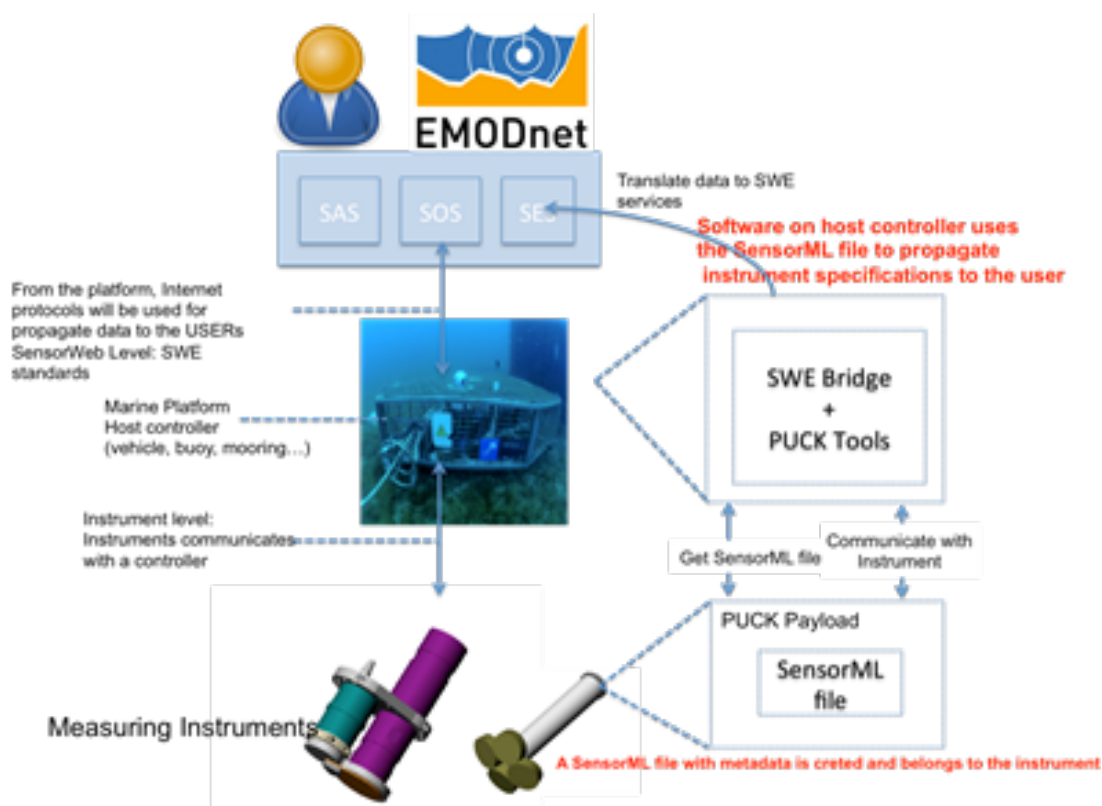 EMODnet
SAS
SOS
SES
Translate data to SWE
services
Software on host controller uses
the SensorML file to propagate
instrument specifications to the user
From the platform, Internet
protocols will be used for
propagate data to the USERs
SensorWeb Level: SWE
standards
SWE Bridge
+
PUCK Tools
Marine Platform
Host controller
(vehicle, buoy, mooring…)
Instrument level:
Instruments communicates
with a controller
Get SensorML file
Communicate with
Instrument
PUCK Payload
SensorML
file
Measuring Instruments
A SensorML file with metadata is creted and belongs to the instrument